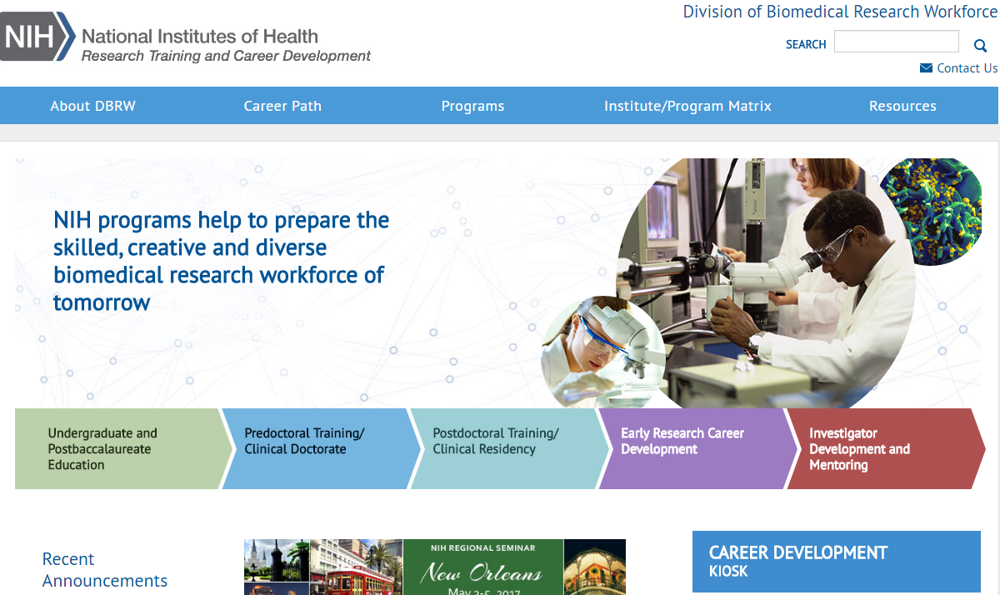 Division of Biomedical Research Workforce
NIH
National Institutes of Health
Research Training and Career Development
SEARCH
Contact Us
About DBRW
Career Path
Programs
Institute/Program Matrix
Resources
NIH programs help to prepare the
skilled, creative and diverse
biomedical research workforce of
tomorrow
Undergraduate and
Postbaccalaureate
Education
Predoctoral Training/
Clinical Doctorate
Postdoctoral Training/
Clinical Residency
Early Research Career
Development
Investigator
Development and
Mentoring
Recent
Announcements
NIH REGIONAL SEMINAR
New Orleans
May 3-5, 2017
CAREER DEVELOPMENT
KIOSK